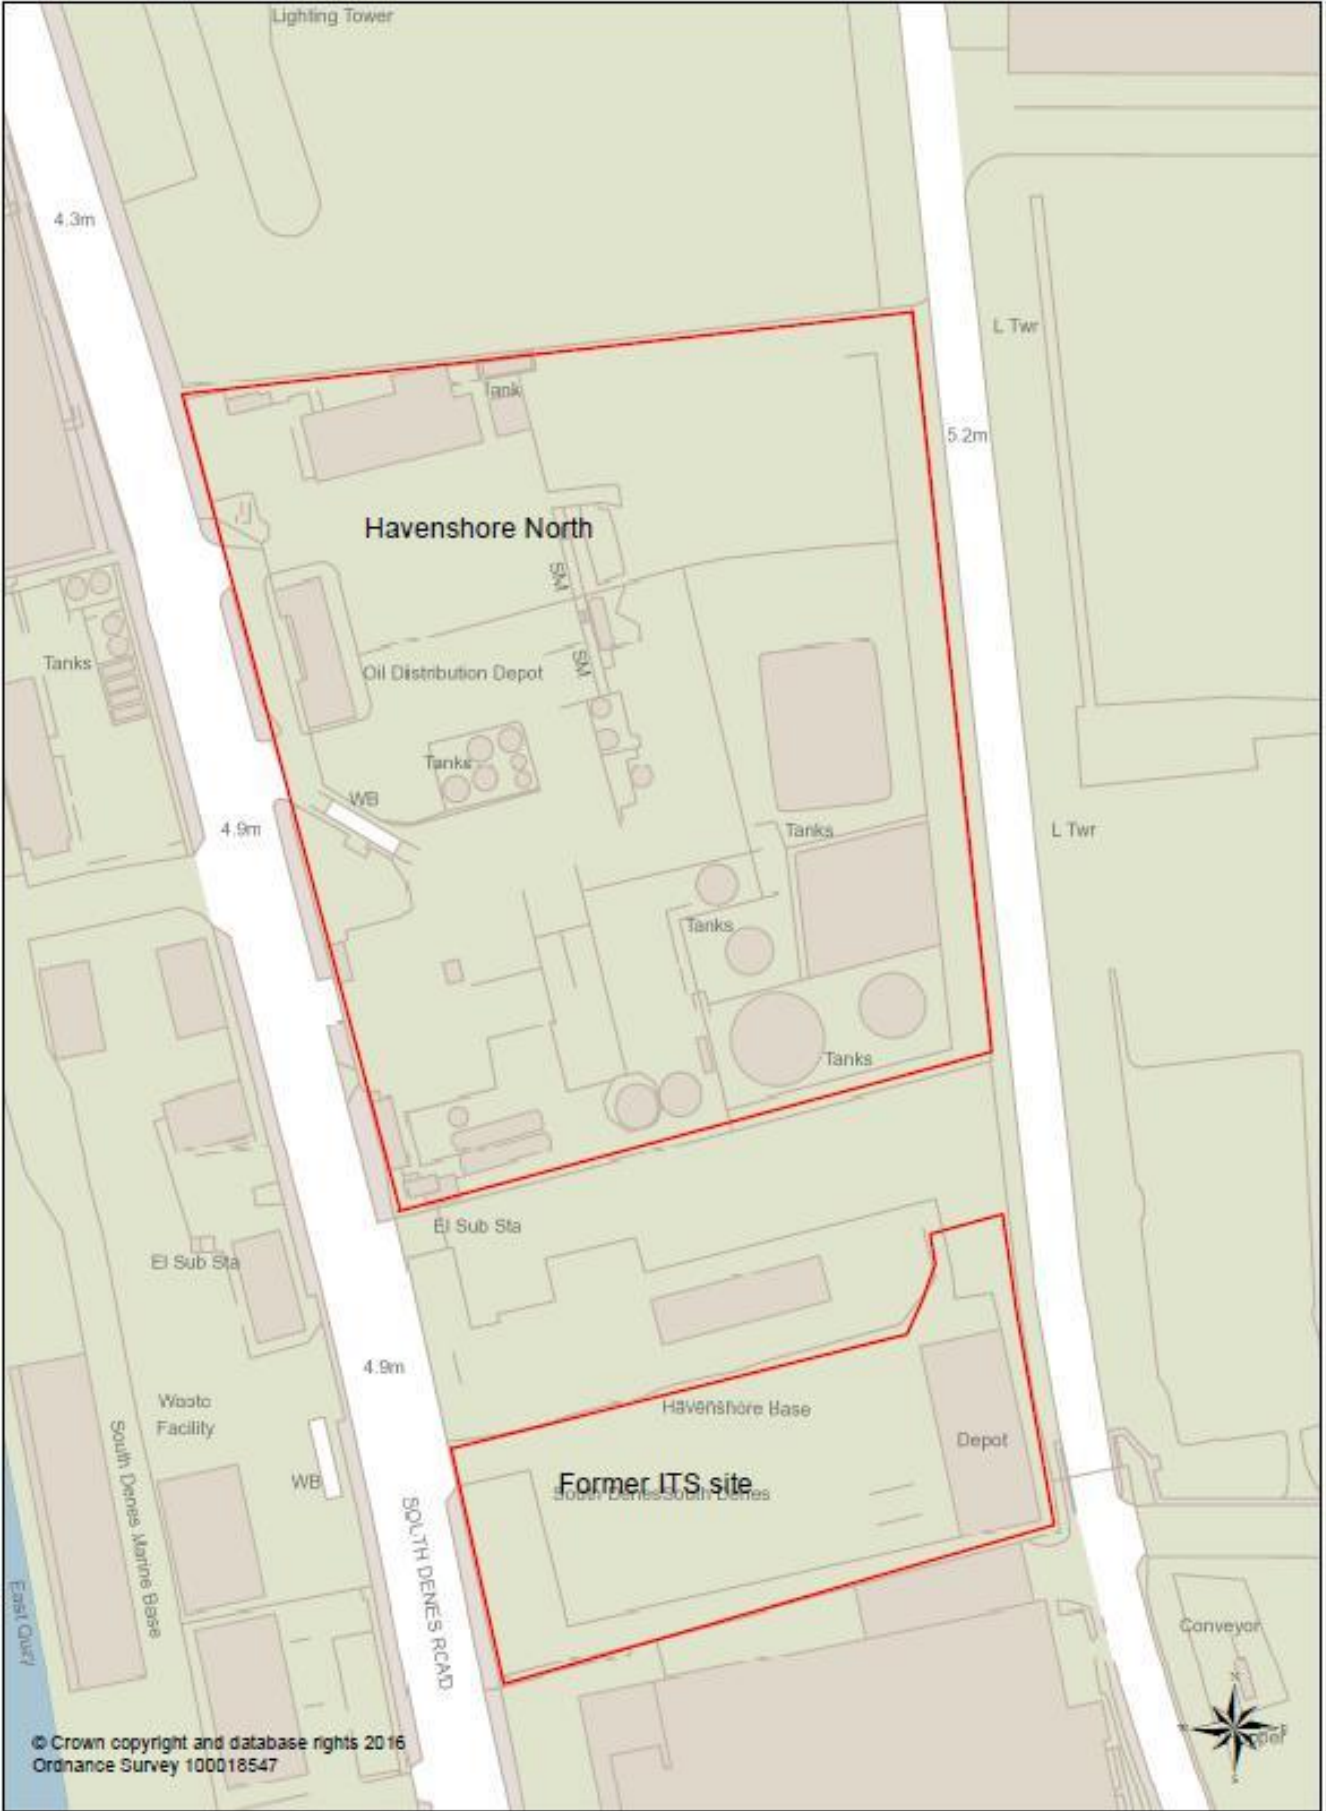 Lighting Tower
4.3m
L Twr
Tank
5.2m
Havenshore North
SM
SM
Tanks
Oil Distribution Depot
Tanks
WB
4.9m
Tanks
L Twr
Tanks
Tanks
El Sub Sta
El Sub Sta
4.9m
Waste
Facility
Havenshore Base
Depot
South Denes Marine Base
WB
Former ITS site
South DenesSouth Denes
SOUTH DENES ROAD
East Quay
Conveyor
N
E
S
© Crown copyright and database rights 2016
Ordnance Survey 100018547